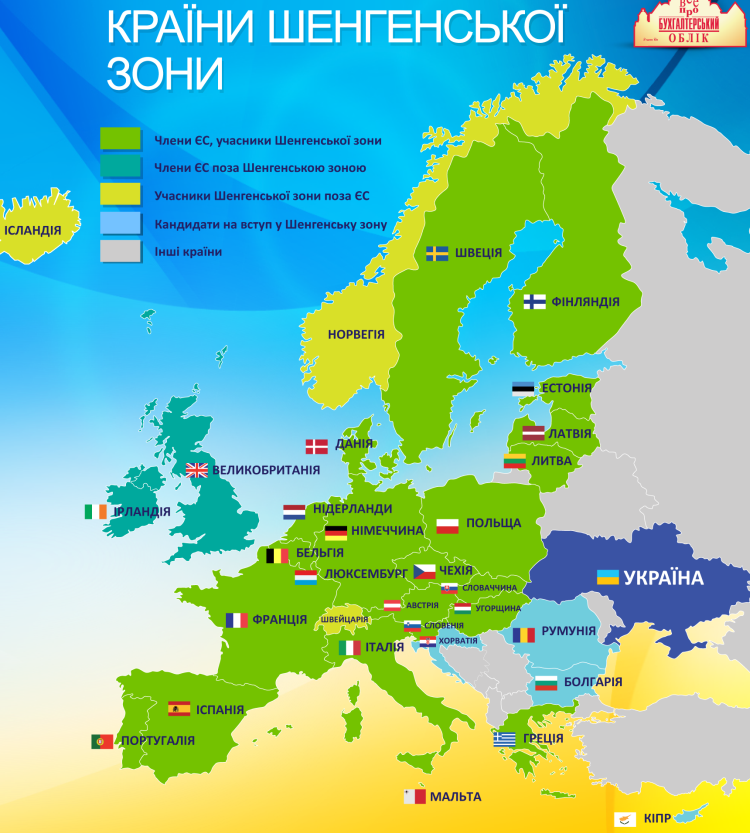 КРАЇНИ ШЕНГЕНСЬКОЇ
ЗОНИ
Все
про
БУХГАЛТЕРСЬКИЙ
ОБЛІК
Члени ЄС, учасники Шенгенської зони
Члени ЄС поза Шенгенською зоною
Учасники Шенгенської зони поза ЄС
Кандидати на вступ у Шенгенську зону
Інші країни
ІСЛАНДІЯ
ШВЕЦІЯ
ФІНЛЯНДІЯ
НОРВЕГІЯ
ЕСТОНІЯ
ЛАТВІЯ
ЛИТВА
ДАНІЯ
ВЕЛИКОБРИТАНІЯ
ІРЛАНДІЯ
НІДЕРЛАНДИ
НІМЕЧЧИНА
ПОЛЬЩА
БЕЛЬГІЯ
ЛЮКСЕМБУРГ
ЧЕХІЯ
УКРАЇНА
СЛОВАЧЧИНА
АВСТРІЯ
УГОРЩИНА
ФРАНЦІЯ
ШВЕЙЦАРІЯ
СЛОВЕНІЯ
РУМУНІЯ
ХОРВАТІЯ
ІТАЛІЯ
БОЛГАРІЯ
ІСПАНІЯ
ПОРТУГАЛІЯ
ГРЕЦІЯ
МАЛЬТА
КІПР